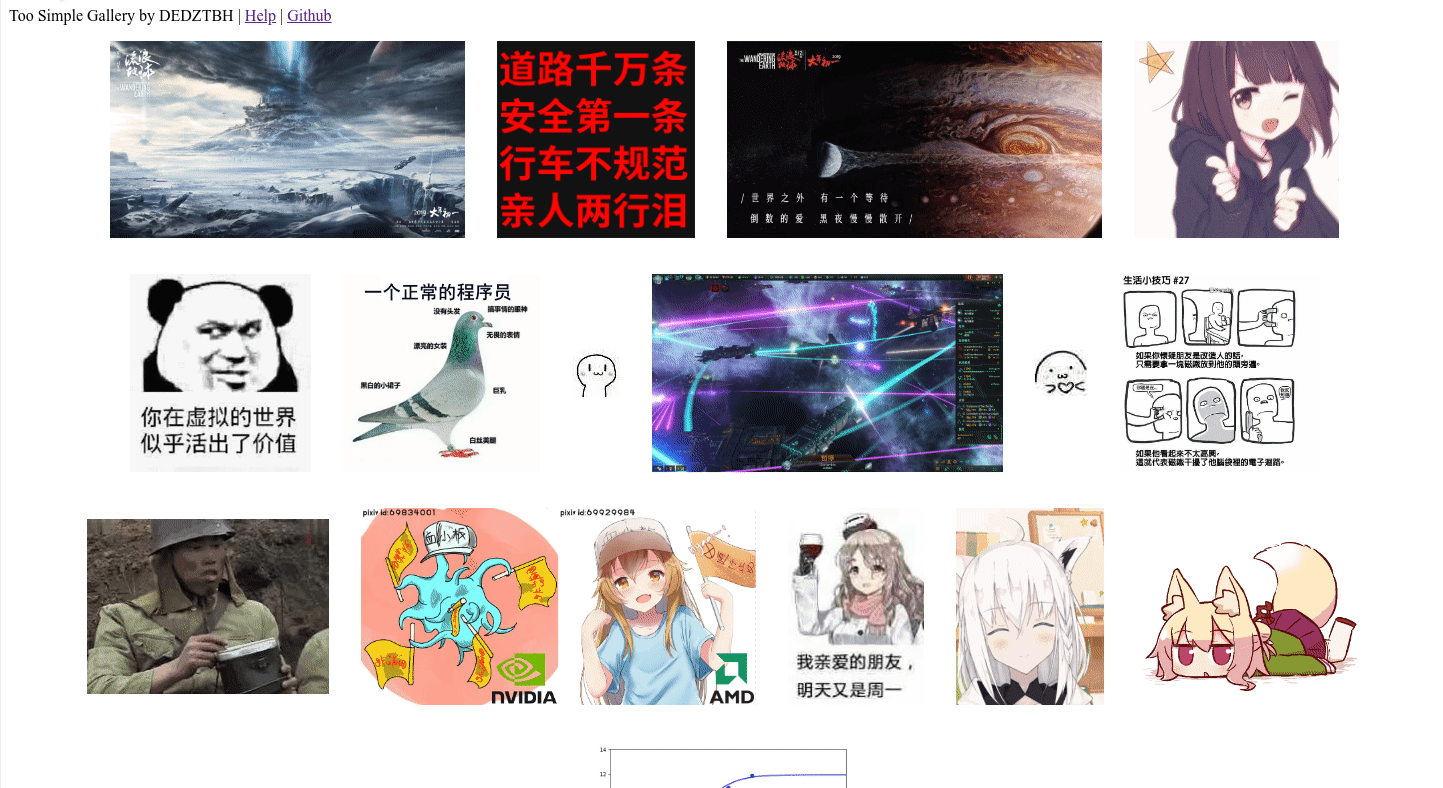 Too Simple Gallery by DEDZTBH | Help | Github
流浪
地球
THE WANDERING
EARTH
2019 大年初一
道路千万条
安全第一条
行车不规范
亲人两行泪
THE WANDERING
EARTH
流浪地球
大年初一
2019
/ 世界之外 有一个等待
倒数的爱 黑夜慢慢散开 /
你在虚拟的世界
似乎活出了价值
一个正常的程序员
没有头发
搞事情的眼神
无畏的表情
漂亮的女装
黑白的小裙子
巨乳
白丝美腿
生活小技巧 #27
如果你懷疑朋友是改造人的話，
只需要拿一塊磁鐵放到他的頭旁邊。
如果他看起來不太高興，
這就代表磁鐵干擾了他腦袋裡的電子迴路。
pixiv id:69834001
血小板
NVIDIA
pixiv id:69929984
AMD
我亲爱的朋友，
明天又是周一
14
12